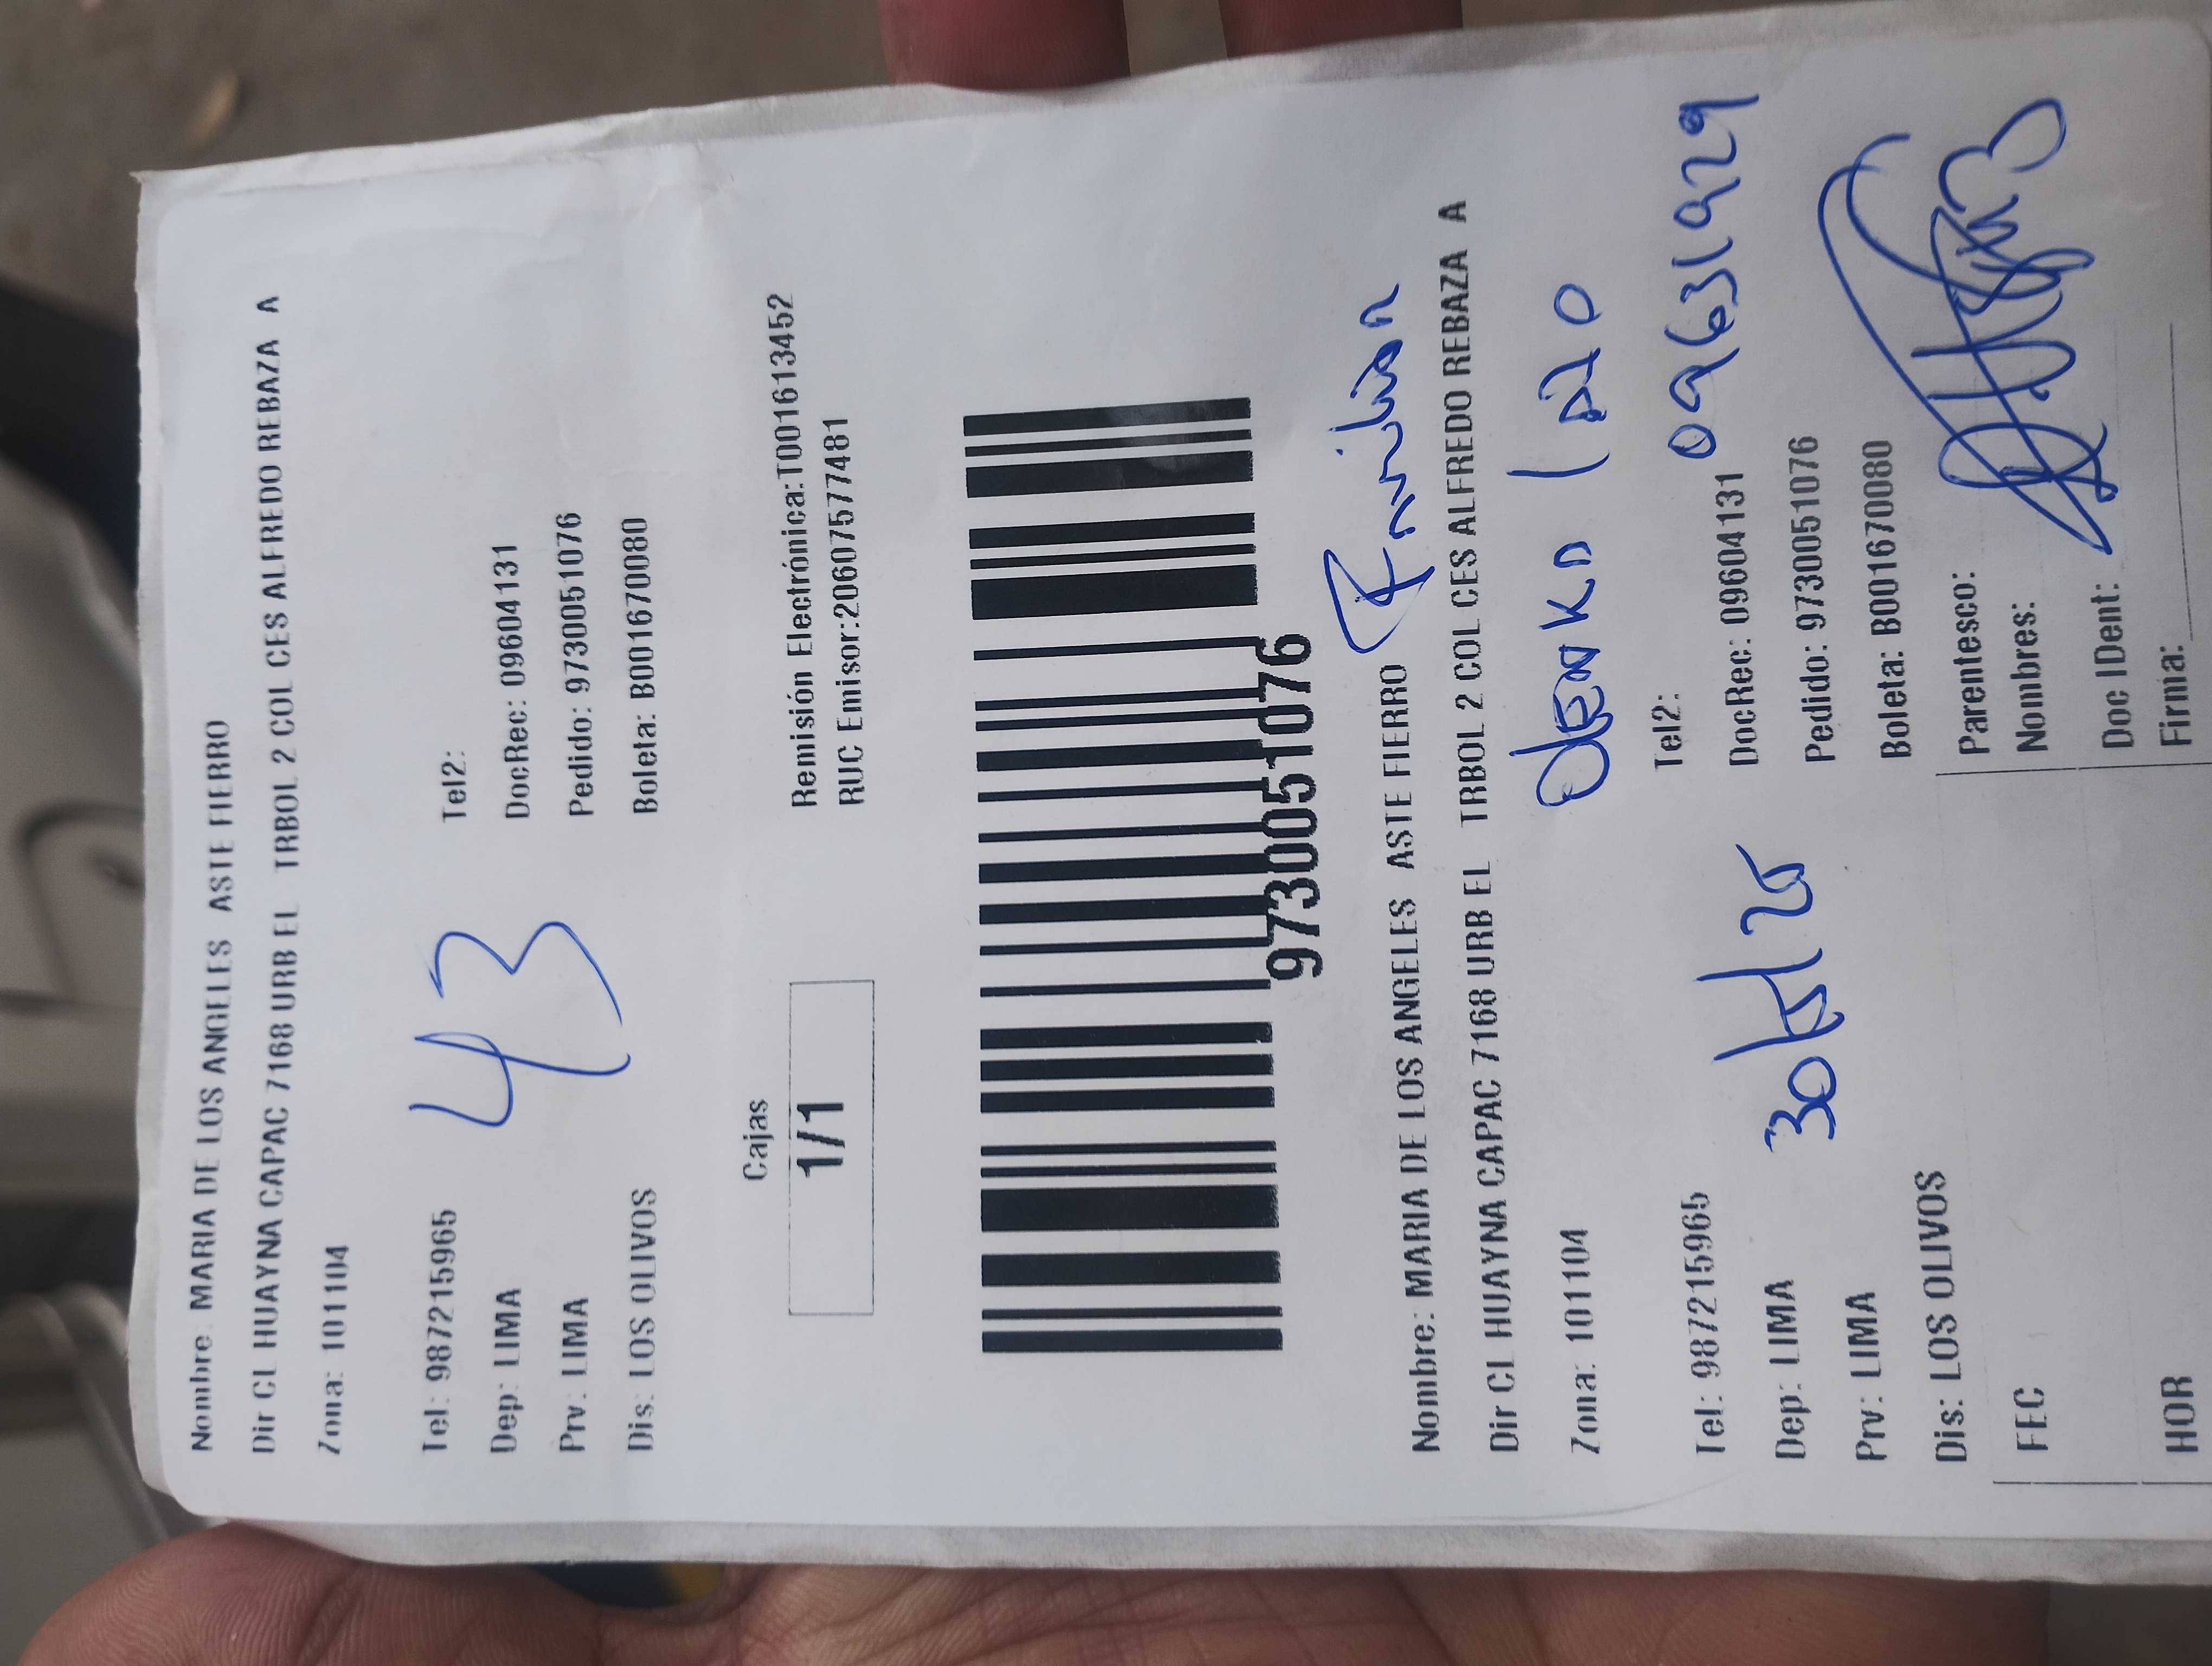 Nombre: MARIA DE LOS ANGELES ASTE FIERRO
Dir CL HUAYNA CAPAC 7168 URB EL TRBOL 2 COL CES ALFREDO REBAZA A
Zona: 101104
Tel: 987215965 Tel2:
Dep: LIMA DocRec: 09604131
Prv: LIMA Pedido: 9730051076
Dis: LOS OLIVOS Boleta: B001670080
43
Cajas
1/1
Remisión Electrónica:T001613452
RUC Emisor:20607577481
9730051076
Nombre: MARIA DE LOS ANGELES ASTE FIERRO
Dir CL HUAYNA CAPAC 7168 URB EL TRBOL 2 COL CES ALFREDO REBAZA A
Zona: 101104
Tel: 987215965 Tel2:
09631929
Dep: LIMA DocRec: 09604131
Prv: LIMA Pedido: 9730051076
Dis: LOS OLIVOS Boleta: B001670080
FEC Parentesco:
Nombres:
HOR Doc IDent:
Firma: